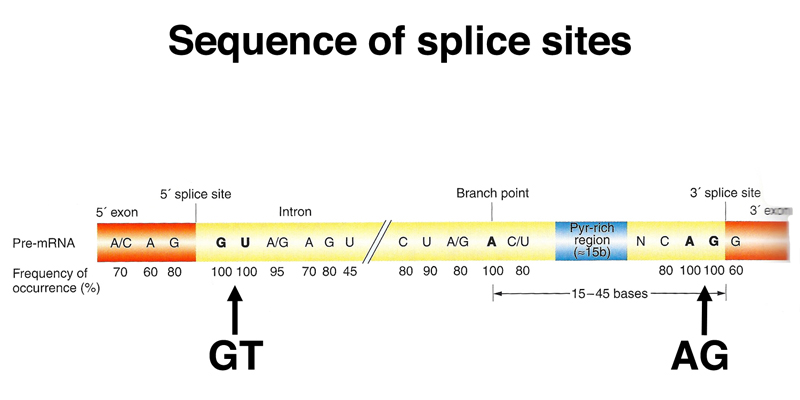 Sequence of splice sites
5´ splice site
Branch point
3´ splice site
5´ exon
Intron
3´ exon
Pre-mRNA A/C A G G U A/G A G U C U A/G A C/U Pyr-rich region (≈15b) N C A G G
Frequency of occurrence (%) 70 60 80 100 100 95 70 80 45 80 90 80 100 80 80 100 100 60
15–45 bases
GT
AG